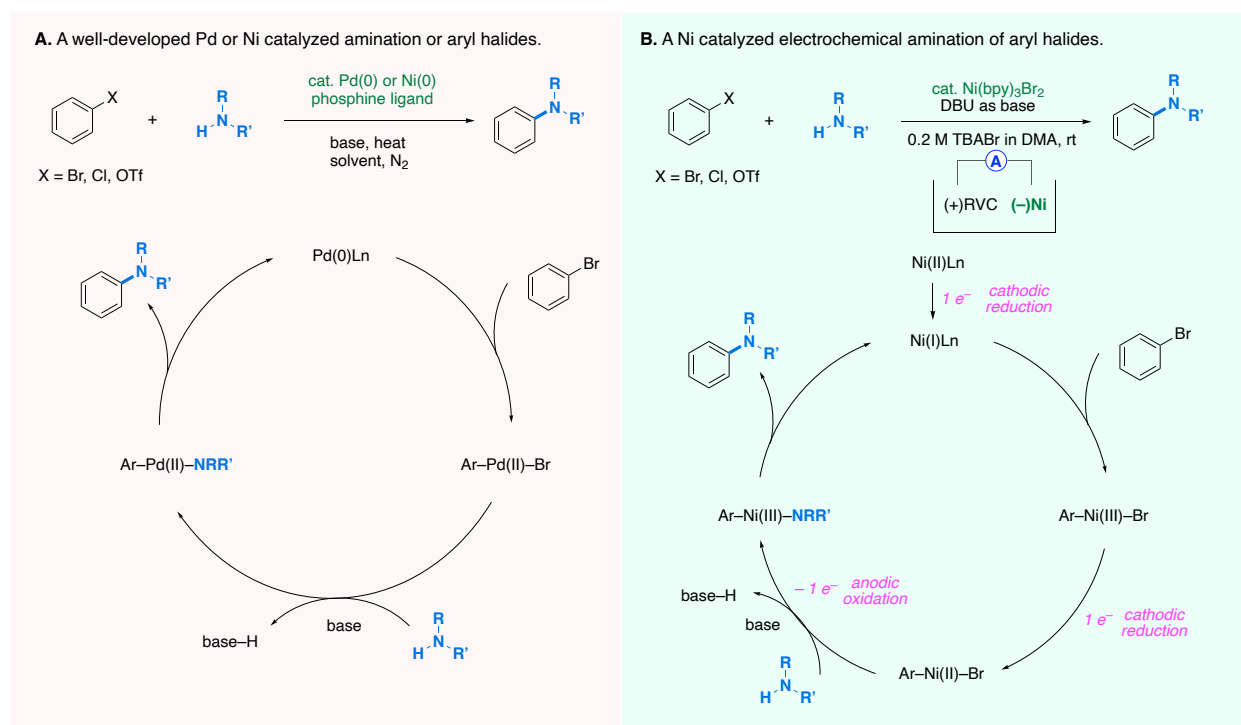 A. A well-developed Pd or Ni catalyzed amination or aryl halides.
X
+
R
H N R'
cat. Pd(0) or Ni(0)
phosphine ligand
base, heat
solvent, N2
R
N R'
X = Br, Cl, OTf
Pd(0)Ln
Br
R
N R'
Ar–Pd(II)–NRR'
Ar–Pd(II)–Br
base
base–H
R
H N R'
B. A Ni catalyzed electrochemical amination of aryl halides.
X
+
R
H N R'
cat. Ni(bpy)3Br2
DBU as base
0.2 M TBABr in DMA, rt
A
(+)RVC (–)Ni
R
N R'
X = Br, Cl, OTf
Ni(II)Ln
1 e– cathodic
reduction
Ni(I)Ln
Br
R
N R'
Ar–Ni(III)–NRR'
Ar–Ni(III)–Br
– 1 e– anodic
oxidation
base–H
base
1 e– cathodic
reduction
R
H N R'
Ar–Ni(II)–Br